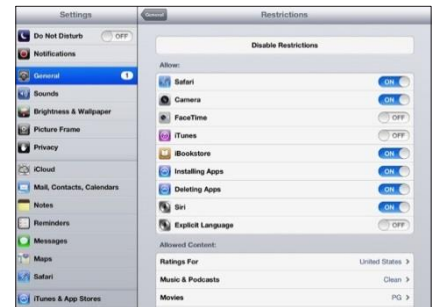 Settings
General
Restrictions
Do Not Disturb OFF
Notifications
General 1
Sounds
Brightness & Wallpaper
Picture Frame
Privacy
iCloud
Mail, Contacts, Calendars
Notes
Reminders
Messages
Maps
Safari
iTunes & App Stores
Disable Restrictions
Allow:
Safari ON
Camera ON
FaceTime OFF
iTunes OFF
iBookstore ON
Installing Apps ON
Deleting Apps ON
Siri ON
Explicit Language OFF
Allowed Content:
Ratings For United States >
Music & Podcasts Clean >
Movies PG >